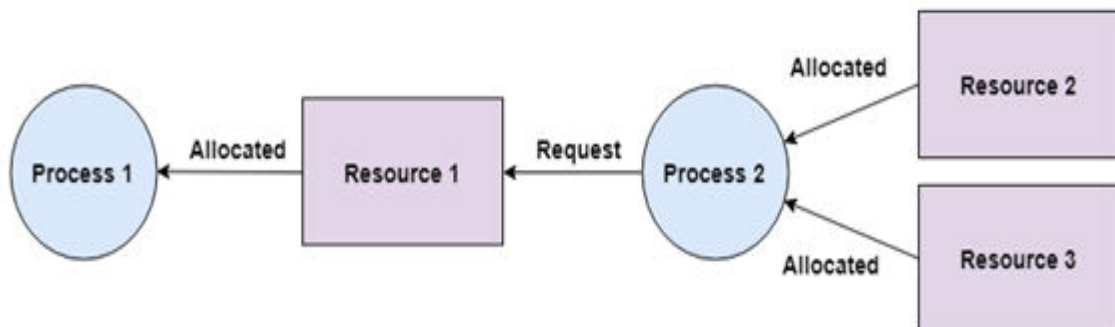 Process 1
Allocated
Resource 1
Request
Process 2
Allocated
Resource 2
Allocated
Resource 3